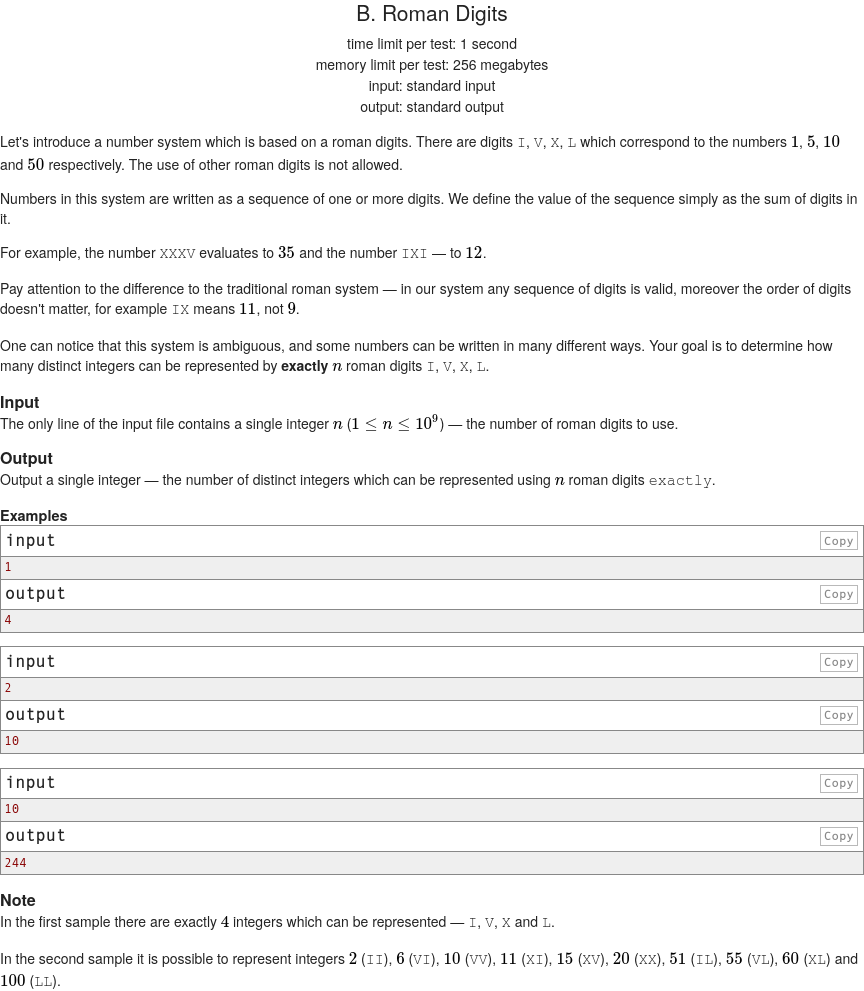 B. Roman Digits
time limit per test: 1 second
memory limit per test: 256 megabytes
input: standard input
output: standard output
Let's introduce a number system which is based on a roman digits. There are digits I, V, X, L which correspond to the numbers 1, 5, 10
and 50 respectively. The use of other roman digits is not allowed.
Numbers in this system are written as a sequence of one or more digits. We define the value of the sequence simply as the sum of digits in
it.
For example, the number XXXV evaluates to 35 and the number IXI — to 12.
Pay attention to the difference to the traditional roman system — in our system any sequence of digits is valid, moreover the order of digits
doesn't matter, for example IX means 11, not 9.
One can notice that this system is ambiguous, and some numbers can be written in many different ways. Your goal is to determine how
many distinct integers can be represented by exactly n roman digits I, V, X, L.
Input
The only line of the input file contains a single integer n (1 ≤ n ≤ 10^9) — the number of roman digits to use.
Output
Output a single integer — the number of distinct integers which can be represented using n roman digits exactly.
Examples
input Copy
1
output Copy
4
input Copy
2
output Copy
10
input Copy
10
output Copy
244
Note
In the first sample there are exactly 4 integers which can be represented — I, V, X and L.
In the second sample it is possible to represent integers 2 (II), 6 (VI), 10 (VV), 11 (XI), 15 (XV), 20 (XX), 51 (IL), 55 (VL), 60 (XL) and
100 (LL).